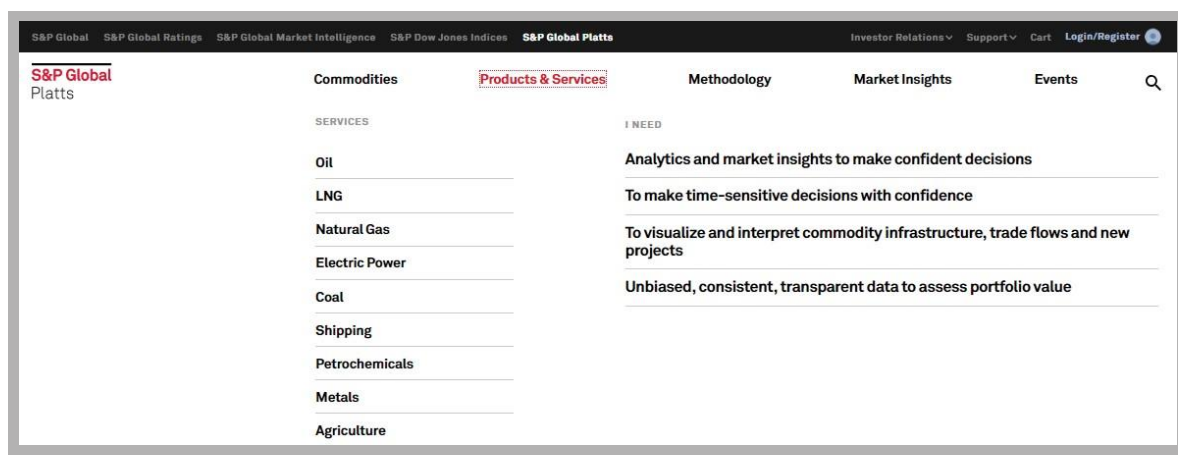 S&P Global S&P Global Ratings S&P Global Market Intelligence S&P Dow Jones Indices S&P Global Platts Investor Relations Support Cart Login/Register
S&P Global
Platts
Commodities Products & Services Methodology Market Insights Events
SERVICES
Oil
LNG
Natural Gas
Electric Power
Coal
Shipping
Petrochemicals
Metals
Agriculture
I NEED
Analytics and market insights to make confident decisions
To make time-sensitive decisions with confidence
To visualize and interpret commodity infrastructure, trade flows and new
projects
Unbiased, consistent, transparent data to assess portfolio value